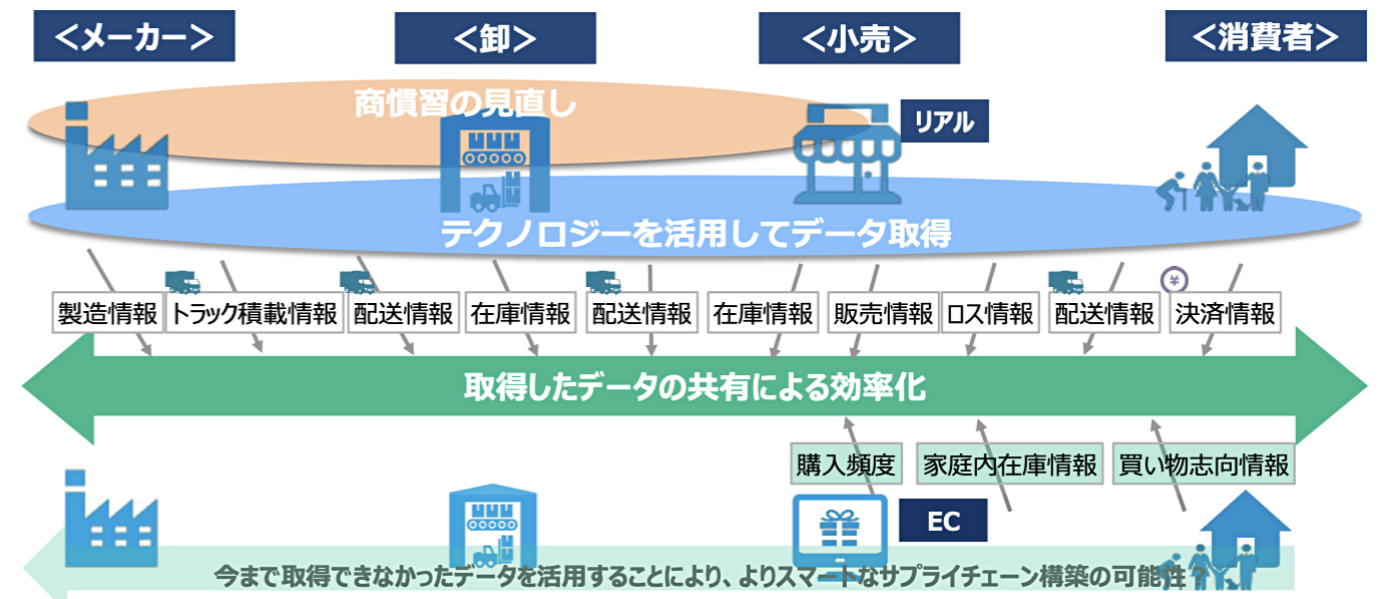 ＜メーカー＞
＜卸＞
＜小売＞
＜消費者＞
商慣習の見直し
リアル
テクノロジーを活用してデータ取得
製造情報
トラック積載情報
配送情報
在庫情報
配送情報
在庫情報
販売情報
ロス情報
配送情報
¥
決済情報
取得したデータの共有による効率化
購入頻度
家庭内在庫情報
買い物志向情報
EC
今まで取得できなかったデータを活用することにより、よりスマートなサプライチェーン構築の可能性？